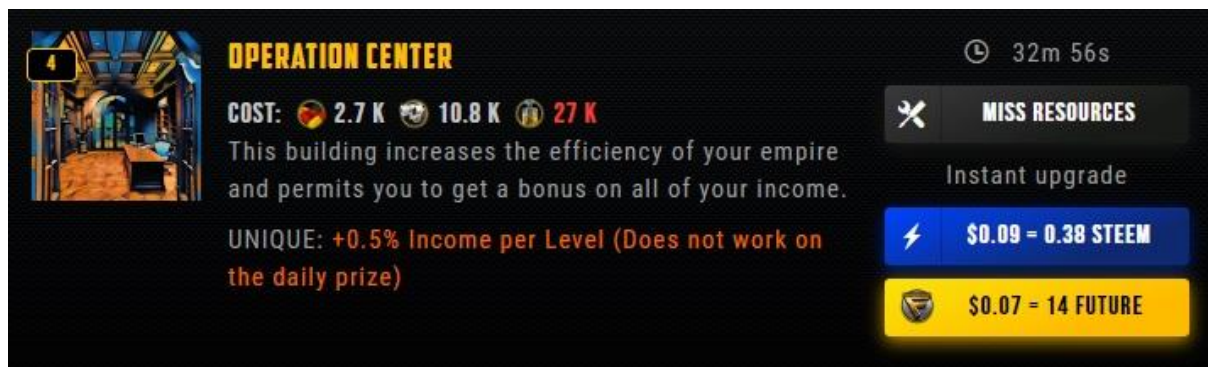 4
OPERATION CENTER
COST: 2.7 K 10.8 K 27 K
This building increases the efficiency of your empire
and permits you to get a bonus on all of your income.
UNIQUE: +0.5% Income per Level (Does not work on
the daily prize)
32m 56s
MISS RESOURCES
Instant upgrade
$0.09 = 0.38 STEEM
$0.07 = 14 FUTURE